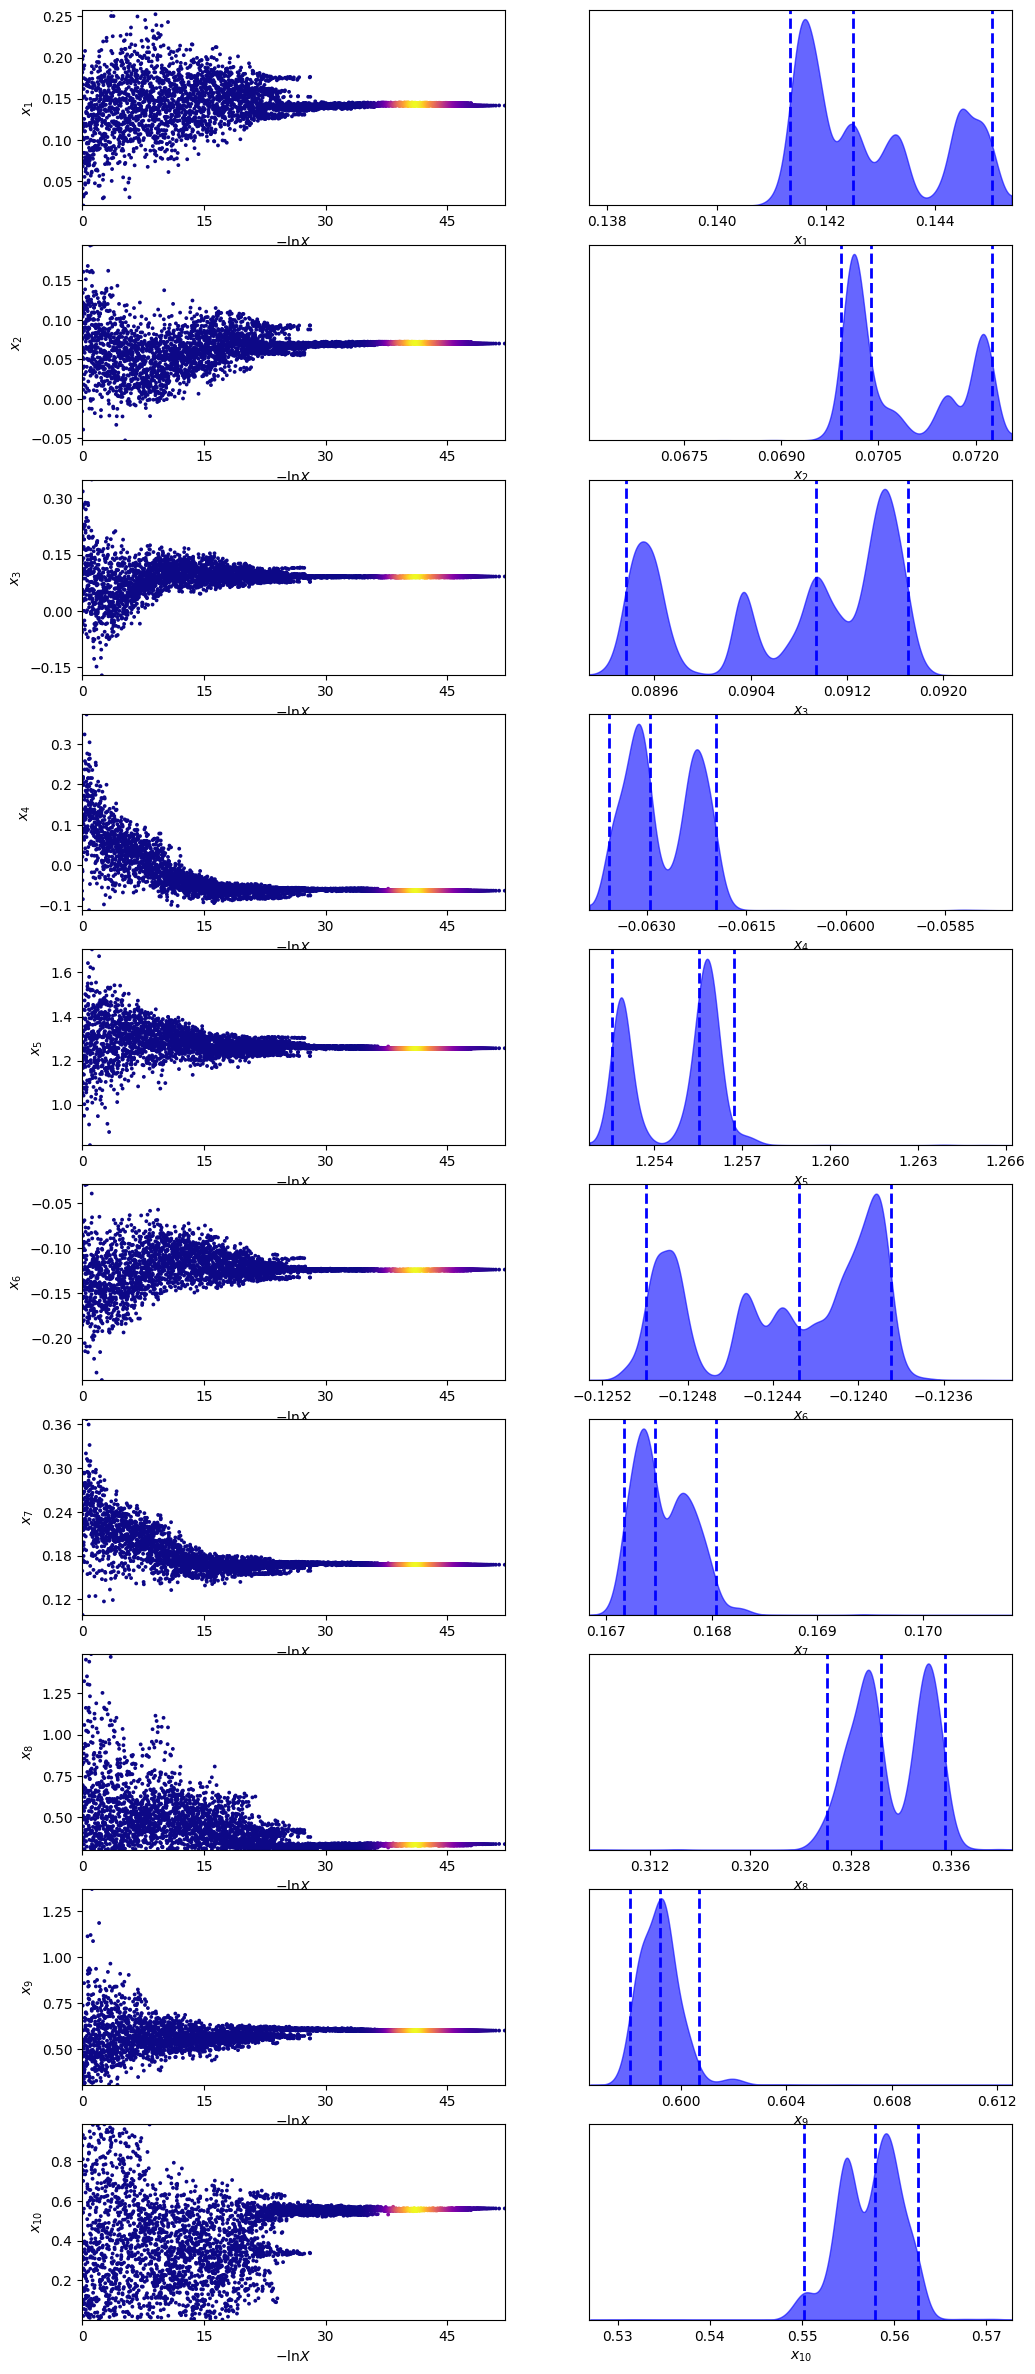 0.25
0.20
0.15
0.10
0.05
x₁
0 15 30 45
−ln X
0.138 0.140 0.142 0.144
x₁
0.15
0.10
0.05
0.00
−0.05
x₂
0 15 30 45
−ln X
0.0675 0.0690 0.0705 0.0720
x₂
0.30
0.15
0.00
−0.15
x₃
0 15 30 45
−ln X
0.0896 0.0904 0.0912 0.0920
x₃
0.3
0.2
0.1
0.0
−0.1
x₄
0 15 30 45
−ln X
−0.0630 −0.0615 −0.0600 −0.0585
x₄
1.6
1.4
1.2
1.0
x₅
0 15 30 45
−ln X
1.254 1.257 1.260 1.263 1.266
x₅
−0.05
−0.10
−0.15
−0.20
x₆
0 15 30 45
−ln X
−0.1252 −0.1248 −0.1244 −0.1240 −0.1236
x₆
0.36
0.30
0.24
0.18
0.12
x₇
0 15 30 45
−ln X
0.167 0.168 0.169 0.170
x₇
1.25
1.00
0.75
0.50
x₈
0 15 30 45
−ln X
0.312 0.320 0.328 0.336
x₈
1.25
1.00
0.75
0.50
x₉
0 15 30 45
−ln X
0.600 0.604 0.608 0.612
x₉
0.8
0.6
0.4
0.2
x₁₀
0 15 30 45
−ln X
0.53 0.54 0.55 0.56 0.57
x₁₀